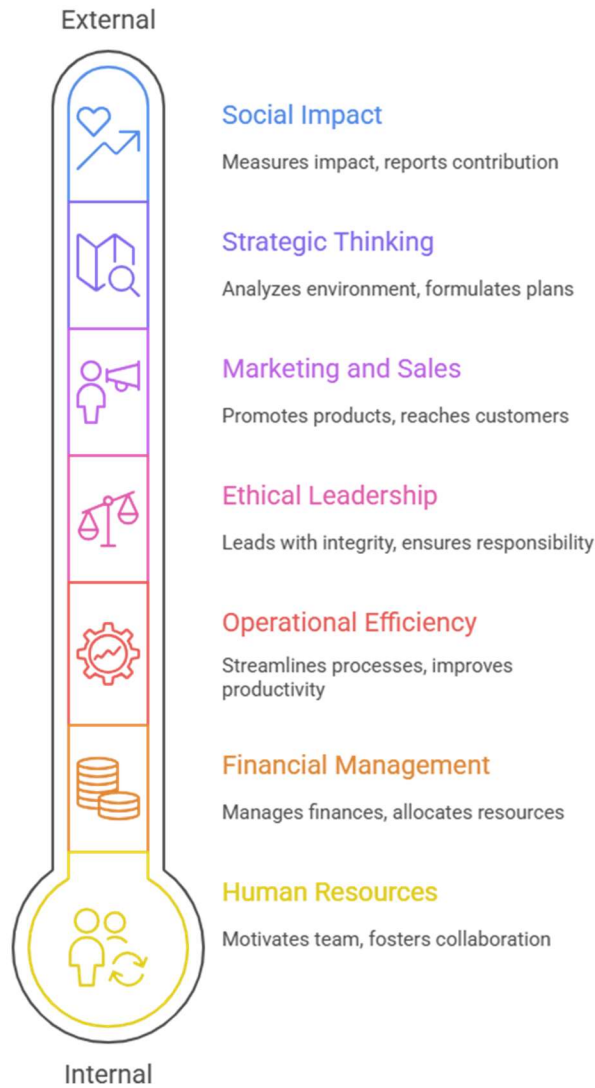 External
Social Impact
Measures impact, reports contribution
Strategic Thinking
Analyzes environment, formulates plans
Marketing and Sales
Promotes products, reaches customers
Ethical Leadership
Leads with integrity, ensures responsibility
Operational Efficiency
Streamlines processes, improves
productivity
Financial Management
Manages finances, allocates resources
Human Resources
Motivates team, fosters collaboration
Internal